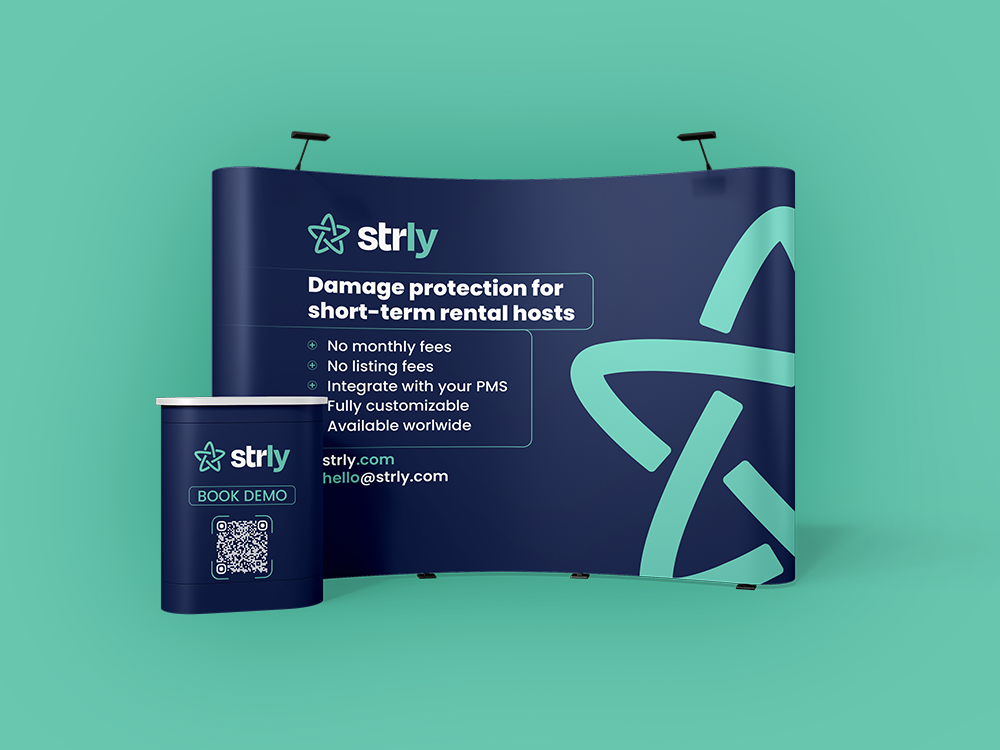 strly
Damage protection for
short-term rental hosts
No monthly fees
No listing fees
Integrate with your PMS
Fully customizable
Available worlwide
strly.com
hello@strly.com
strly
BOOK DEMO